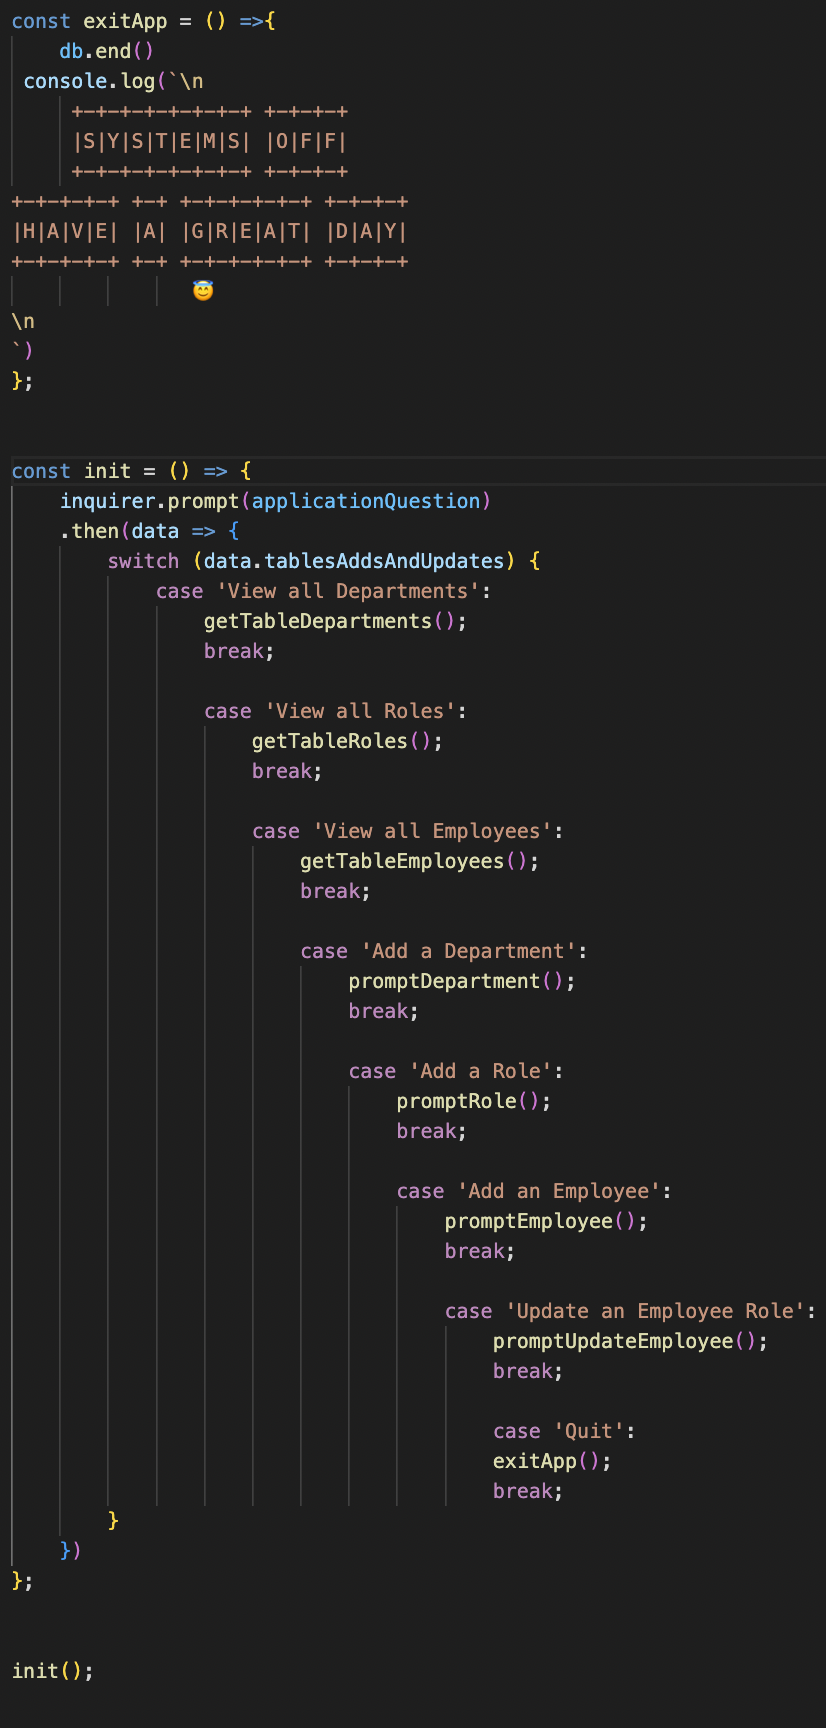 const exitApp = () =>{
    db.end()
 console.log(`\n
     +-+-+-+-+-+-+-+ +-+-+-+
     |S|Y|S|T|E|M|S| |O|F|F|
     +-+-+-+-+-+-+-+ +-+-+-+
+-+-+-+-+ +-+ +-+-+-+-+-+ +-+-+-+
|H|A|V|E| |A| |G|R|E|A|T| |D|A|Y|
+-+-+-+-+ +-+ +-+-+-+-+-+ +-+-+-+
               😇
\n
`)
};
const init = () => {
    inquirer.prompt(applicationQuestion)
    .then(data => {
        switch (data.tablesAddsAndUpdates) {
            case 'View all Departments':
                getTableDepartments();
                break;
                case 'View all Roles':
                    getTableRoles();
                    break;
                    case 'View all Employees':
                        getTableEmployees();
                        break;
                        case 'Add a Department':
                            promptDepartment();
                            break;
                            case 'Add a Role':
                                promptRole();
                                break;
                                case 'Add an Employee':
                                    promptEmployee();
                                    break;
                                    case 'Update an Employee Role':
                                        promptUpdateEmployee();
                                        break;
                                        case 'Quit':
                                        exitApp();
                                        break;
        }
    })
};
init();